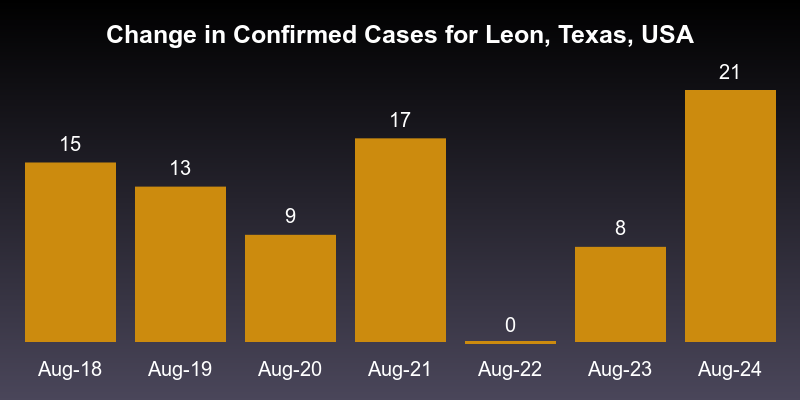 Change in Confirmed Cases for Leon, Texas, USA
15
13
9
17
0
8
21
Aug-18
Aug-19
Aug-20
Aug-21
Aug-22
Aug-23
Aug-24